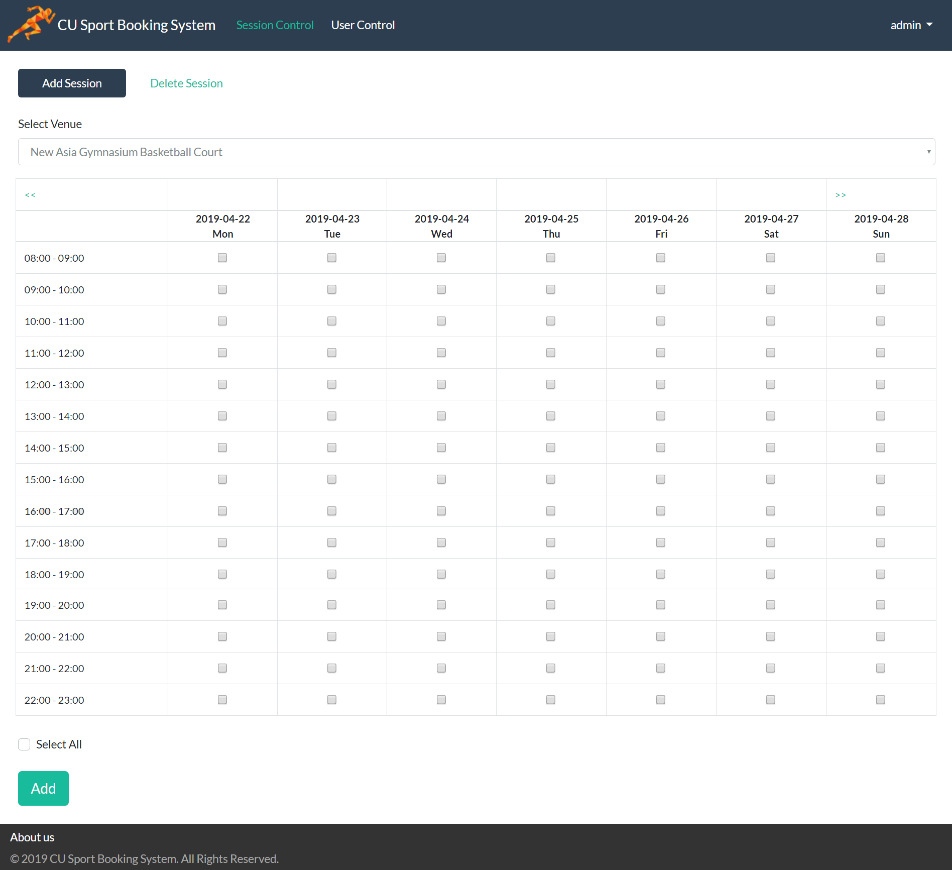 CU Sport Booking System Session Control User Control admin
Add Session Delete Session
Select Venue
New Asia Gymnasium Basketball Court
<< >>
2019-04-22 2019-04-23 2019-04-24 2019-04-25 2019-04-26 2019-04-27 2019-04-28
Mon Tue Wed Thu Fri Sat Sun
08:00 - 09:00
09:00 - 10:00
10:00 - 11:00
11:00 - 12:00
12:00 - 13:00
13:00 - 14:00
14:00 - 15:00
15:00 - 16:00
16:00 - 17:00
17:00 - 18:00
18:00 - 19:00
19:00 - 20:00
20:00 - 21:00
21:00 - 22:00
22:00 - 23:00
Select All
Add
About us
© 2019 CU Sport Booking System. All Rights Reserved.